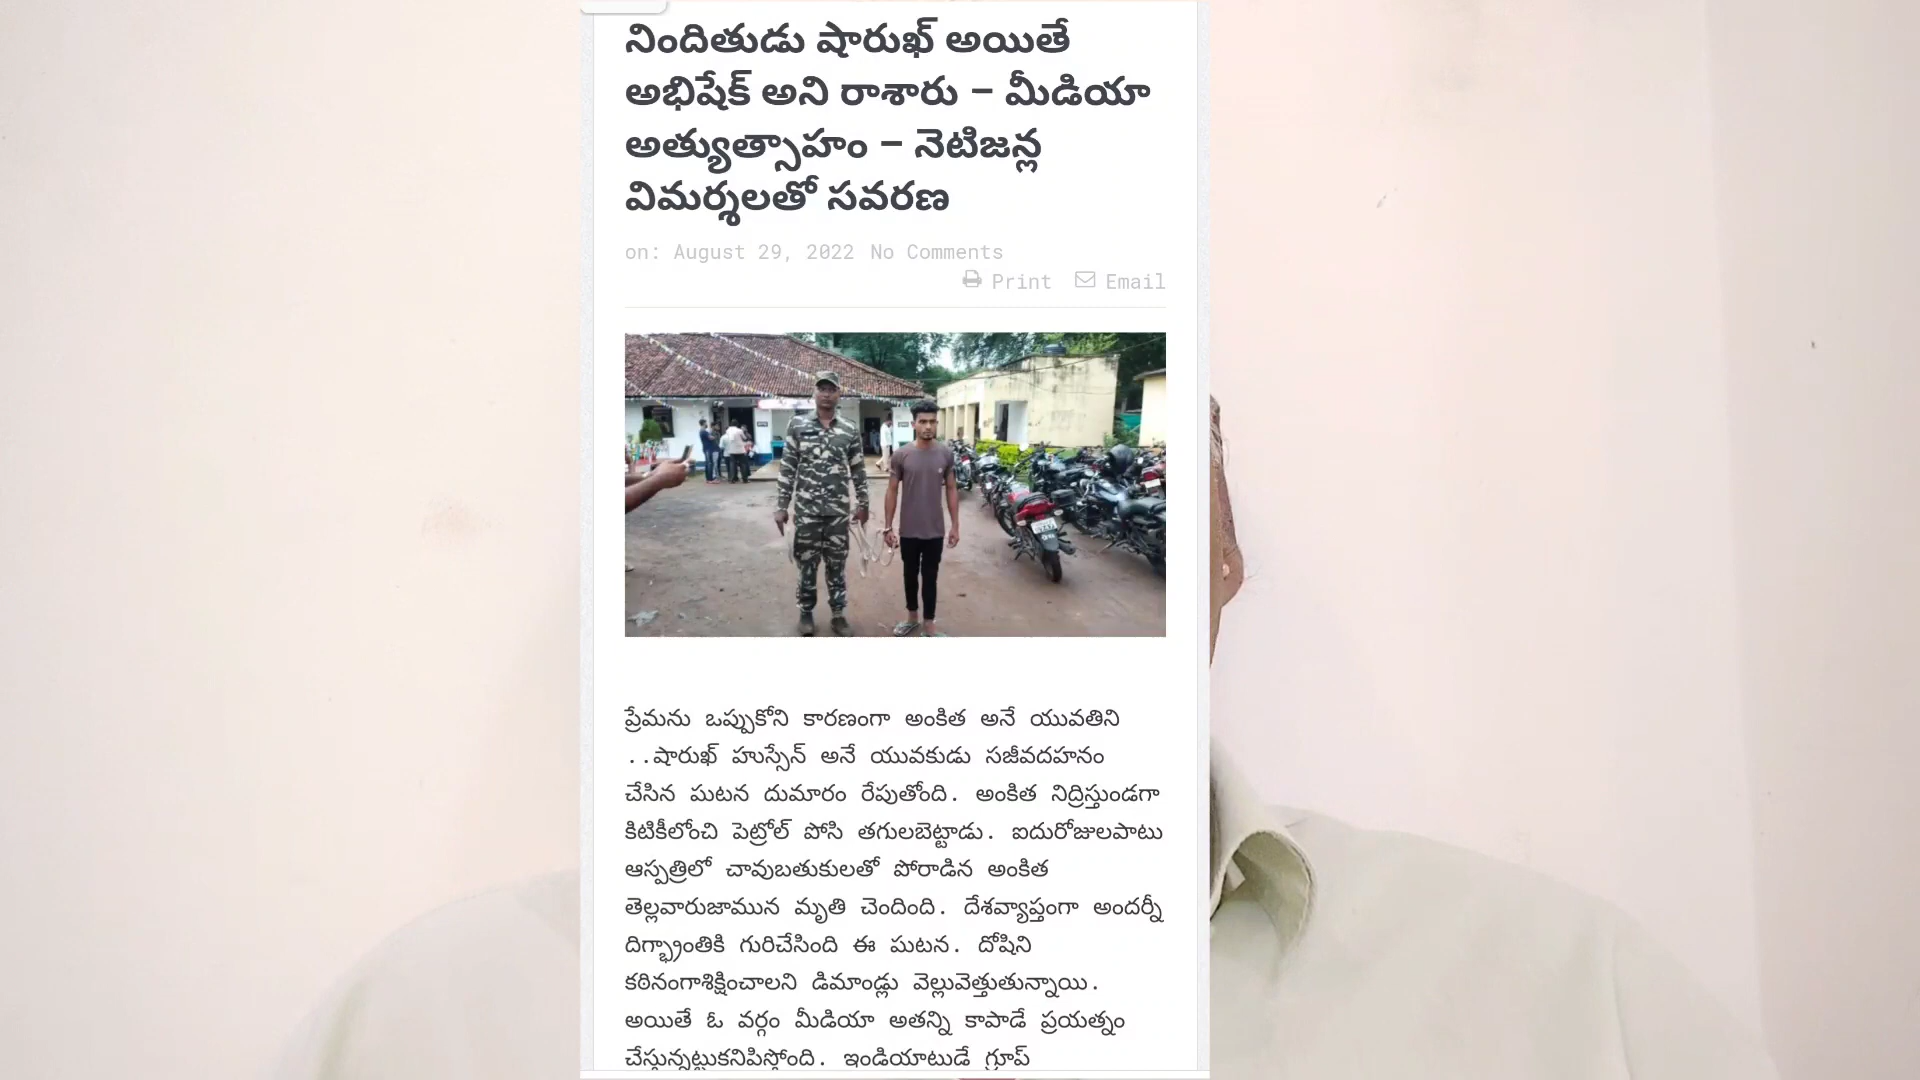 నిందితుడు షారుఖ్ అయితే
అభిషేక్ అని రాశారు – మీడియా
అత్యుత్సాహం – నెటిజన్ల
విమర్శలతో సవరణ
on: August 29, 2022 No Comments
Print Email
ప్రేమను ఒప్పుకోని కారణంగా అంకిత అనే యువతిని
..షారుఖ్ హుస్సేన్ అనే యువకుడు సజీవదహనం
చేసిన ఘటన దుమారం రేపుతోంది. అంకిత నిద్రిస్తుండగా
కిటికీలోంచి పెట్రోల్ పోసి తగులబెట్టాడు. ఐదురోజులపాటు
ఆస్పత్రిలో చావుబతుకులతో పోరాడిన అంకిత
తెల్లవారుజామున మృతి చెందింది. దేశవ్యాప్తంగా అందర్నీ
దిగ్భ్రాంతికి గురిచేసింది ఈ ఘటన. దోషిని
కఠినంగాశిక్షించాలని డిమాండ్లు వెల్లువెత్తుతున్నాయి.
అయితే ఓ వర్గం మీడియా అతన్ని కాపాడే ప్రయత్నం
చేస్తున్నట్టుకనిపిస్తోంది. ఇండియాటుడే గ్రూప్